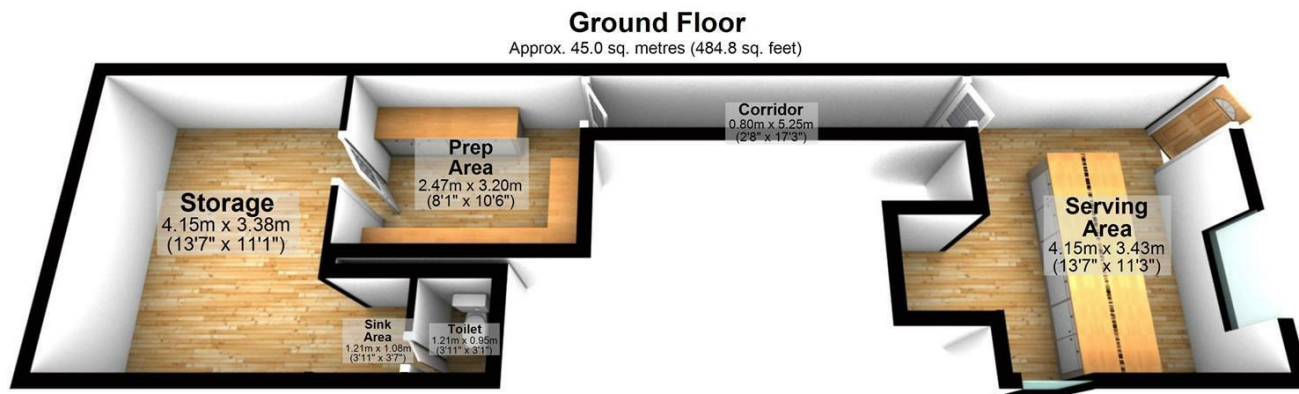 Ground Floor
Approx. 45.0 sq. metres (484.8 sq. feet)
Storage
4.15m x 3.38m
(13'7" x 11'1")
Prep
Area
2.47m x 3.20m
(8'1" x 10'6")
Corridor
0.80m x 5.25m
(2'8" x 17'3")
Serving
Area
4.15m x 3.43m
(13'7" x 11'3")
Sink
Area
1.21m x 1.08m
(3'11" x 3'7")
Toilet
1.21m x 0.95m
(3'11" x 3'1")